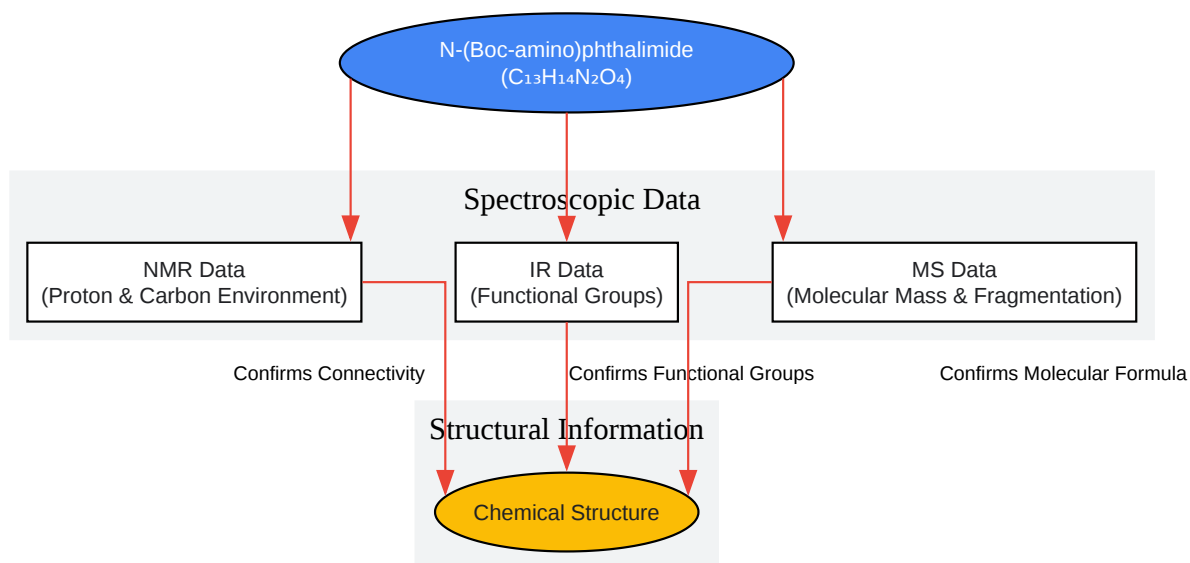 N-(Boc-amino)phthalimide
(C₁₃H₁₄N₂O₄)
Spectroscopic Data
NMR Data
(Proton & Carbon Environment)
IR Data
(Functional Groups)
MS Data
(Molecular Mass & Fragmentation)
Confirms Connectivity
Confirms Functional Groups
Confirms Molecular Formula
Structural Information
Chemical Structure